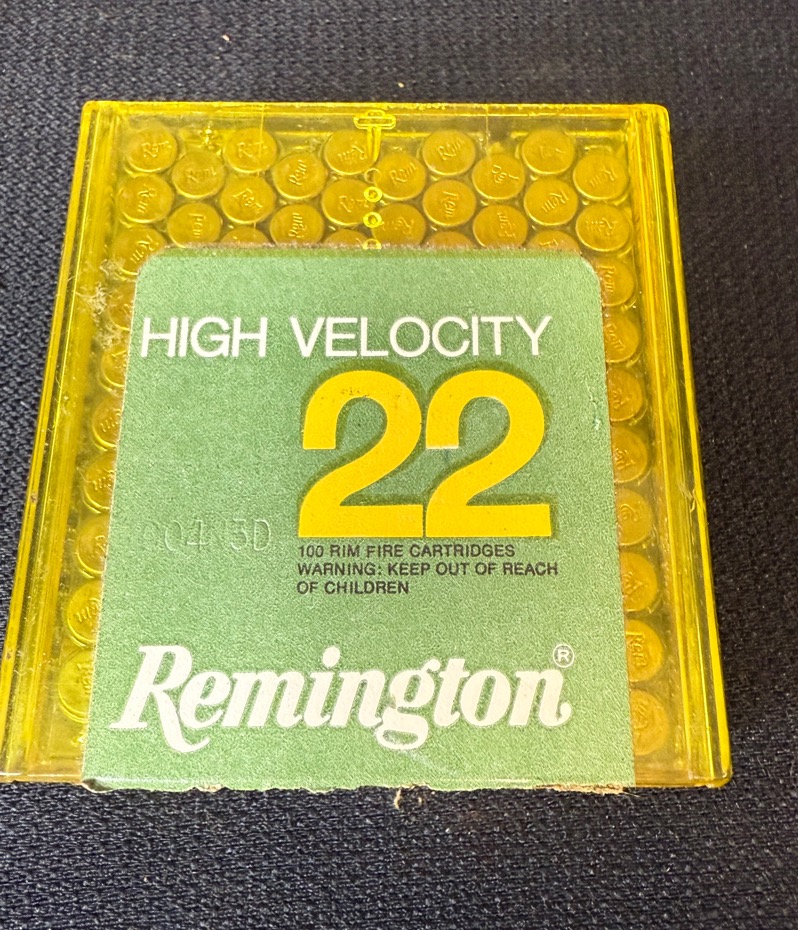 HIGH VELOCITY
22
100 RIM FIRE CARTRIDGES
WARNING: KEEP OUT OF REACH
OF CHILDREN
Remington®